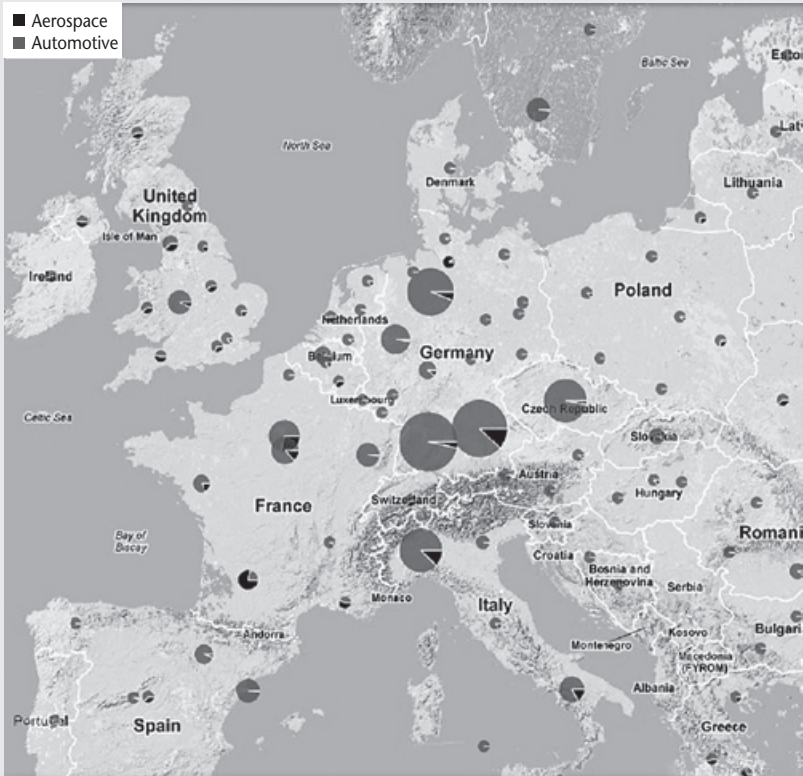 Aerospace
Automotive
Baltic Sea
Esto
North Sea
Latv
Denmark
Lithuania
United
Kingdom
Isle of Man
Ireland
Poland
Netherlands
Germany
Belgium
Luxembourg
Celtic Sea
Czech Republic
Slovakia
Austria
France
Switzerland
Hungary
Slovenia
Romani
Bay of
Biscay
Croatia
Bosnia and
Herzegovina
Serbia
Monaco
Italy
Andorra
Montenegro
Kosovo
Bulgari
Macedonia
(FYROM)
Albania
Portugal
Spain
Greece